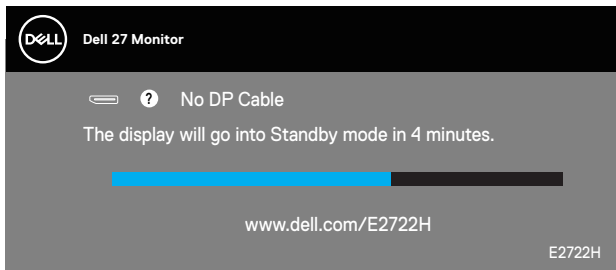 DELL
Dell 27 Monitor
? No DP Cable
The display will go into Standby mode in 4 minutes.
www.dell.com/E2722H
E2722H